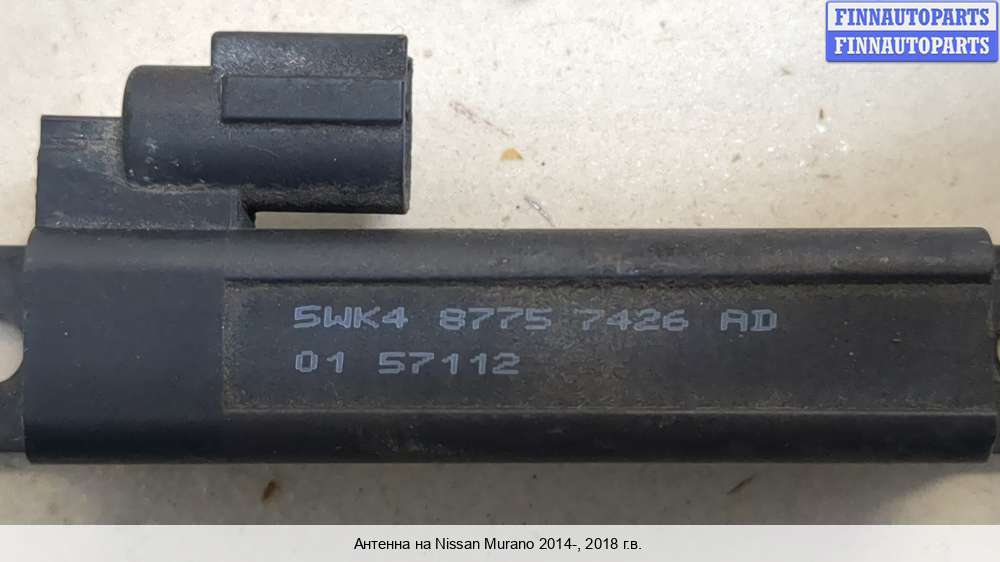 FINNAUTOPARTS
FINNAUTOPARTS
5WK4 8775 7426 AD
01 57112
Антенна на Nissan Murano 2014-, 2018 г.в.